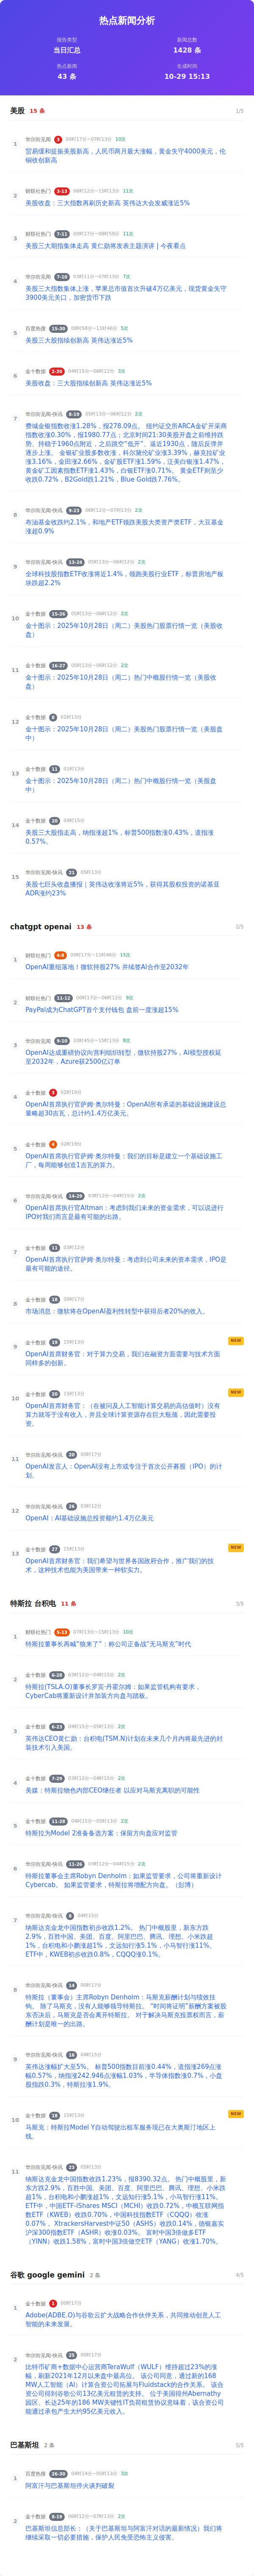 热点新闻分析
报告类型
新闻总数
当日汇总
1428 条
热点新闻
生成时间
43 条
10-29 15:13
美股 15 条 1/5
1 华尔街见闻 3 00时17分~07时13分 10次
贸易缓和提振美股新高，人民币两月最大涨幅，黄金失守4000美元，伦
铜收创新高
2 财联社热门 3-13 06时12分~15时13分 11次
美股收盘：三大指数再刷历史新高 英伟达大会发威涨近5%
3 财联社热门 7-11 00时17分~08时58分 11次
美股三大期指集体走高 黄仁勋将发表主题演讲 | 今夜看点
4 华尔街见闻 7-10 03时11分~07时13分 7次
美股三大指数集体上涨，苹果总市值首次升破4万亿美元，现货黄金失守
3900美元关口，加密货币下跌
5 百度热搜 15-30 08时58分~11时46分 5次
美股三大股指续创新高 英伟达涨近5%
6 金十数据 2-30 04时15分~06时12分 3次
美股收盘：三大股指续创新高 英伟达涨近5%
7 华尔街见闻-快讯 8-19 05时13分~06时12分 2次
费城金银指数收涨1.28%，报278.09点。 纽约证交所ARCA金矿开采商
指数收涨0.30%，报1980.77点；北京时间21:30美股开盘之前维持跌
势、持稳于1960点附近，之后跳空“低开”、逼近1930点，随后反弹并
逐步上涨。 金银矿业股多数收涨，科尔黛伦矿业涨3.39%，赫克拉矿业
涨3.16%，金田涨2.66%，金矿股ETF涨1.59%，泛美白银涨1.47%，
黄金矿工因素指数ETF涨1.43%，白银ETF涨0.71%。 黄金ETF则至少
收跌0.72%，B2Gold跌1.21%，Blue Gold跌7.76%。
8 华尔街见闻-快讯 9-23 06时12分~07时13分 2次
布油基金收跌约2.1%，和地产ETF领跌美股大类资产类ETF，大豆基金
涨超0.9%
9 华尔街见闻-快讯 13-24 05时13分~06时12分 2次
全球科技股指数ETF收涨将近1.4%，领跑美股行业ETF，标普房地产板
块跌超2.2%
10 金十数据 15-26 05时13分~06时12分 2次
金十图示：2025年10月28日（周二）美股热门股票行情一览（美股收
盘）
11 金十数据 16-27 05时13分~06时12分 2次
金十图示：2025年10月28日（周二）热门中概股行情一览（美股收
盘）
12 金十数据 8 01时13分
金十图示：2025年10月28日（周二）美股热门股票行情一览（美股盘
中）
13 金十数据 11 01时13分
金十图示：2025年10月28日（周二）热门中概股行情一览（美股盘
中）
14 金十数据 20 04时15分
美股三大股指走高，纳指涨超1%，标普500指数涨0.43%，道指涨
0.57%。
15 华尔街见闻-快讯 21 05时13分
美股七巨头收盘播报｜英伟达收涨将近5%，获得其股权投资的诺基亚
ADR涨约23%
chatgpt openai 13 条 2/5
1 财联社热门 4-8 00时17分~11时46分 15次
OpenAI重组落地！微软持股27% 并续签AI合作至2032年
2 财联社热门 11-12 00时17分~06时12分 9次
PayPal成为ChatGPT首个支付钱包 盘前一度涨超15%
3 华尔街见闻 9-10 10时45分~15时13分 8次
OpenAI达成重磅协议向营利组织转型，微软持股27%，AI模型授权延
至2032年，Azure获2500亿订单
4 金十数据 3 02时19分
OpenAI首席执行官萨姆·奥尔特曼：OpenAI所有承诺的基础设施建设总
量略超30吉瓦，总计约1.4万亿美元。
5 金十数据 4 02时19分
OpenAI首席执行官萨姆·奥尔特曼：我们的目标是建立一个基础设施工
厂，每周能够创造1吉瓦的算力。
6 华尔街见闻-快讯 14-29 03时12分~04时15分 2次
OpenAI首席执行官Altman：考虑到我们未来的资金需求，可以说进行
IPO对我们而言是最有可能的出路。
7 金十数据 11 03时12分
OpenAI首席执行官萨姆·奥尔特曼：考虑到公司未来的资本需求，IPO是
最有可能的途径。
8 金十数据 18 00时17分
市场消息：微软将在OpenAI盈利性转型中获得后者20%的收入。
9 金十数据 19 15时13分 NEW
OpenAI首席财务官：对于算力交易，我们在融资方面需要与技术方面
同样多的创新。
10 金十数据 20 15时13分 NEW
OpenAI首席财务官：（在被问及人工智能计算交易的高估值时）没有
算力就等于没有收入，并且全球计算资源存在巨大瓶颈，因此需要投
资。
11 华尔街见闻-快讯 20 00时17分
OpenAI发言人：OpenAI没有上市或专注于首次公开募股（IPO）的计
划。
12 华尔街见闻-快讯 26 03时12分
OpenAI：AI基础设施总投资额约1.4万亿美元
13 金十数据 27 15时13分 NEW
OpenAI首席财务官：我们希望与世界各国政府合作，推广我们的技
术，这种技术也能为美国带来一种软实力。
特斯拉 台积电 11 条 3/5
1 财联社热门 5-13 07时13分~15时13分 10次
特斯拉董事长再喊“狼来了”：称公司正备战“无马斯克”时代
2 金十数据 6-28 03时12分~04时15分 2次
特斯拉(TSLA.O)董事长罗宾·丹霍尔姆：如果监管机构有要求，
CyberCab将重新设计并加装方向盘与踏板。
3 金十数据 6-23 04时15分~05时13分 2次
英伟达CEO黄仁勋：台积电(TSM.N)计划在未来几个月内将最先进的封
装技术引入美国。
4 金十数据 7-29 03时12分~04时15分 2次
美媒：特斯拉物色内部CEO继任者 以应对马斯克离职的可能性
5 金十数据 11-28 04时15分~05时13分 2次
特斯拉为Model 2准备备选方案：保留方向盘应对监管
6 华尔街见闻-快讯 11-26 03时12分~04时15分 2次
特斯拉董事会主席Robyn Denholm：如果监管要求，公司将重新设计
Cybercab。 如果监管要求，特斯拉将增配方向盘。（彭博）
7 华尔街见闻-快讯 8 04时15分
纳斯达克金龙中国指数初步收跌1.2%。 热门中概股里，新东方跌
2.9%，百胜中国、美团、百度、阿里巴巴、腾讯、理想、小米跌超
1%，台积电和小鹏涨超1%，文远知行涨5.1%，小马智行涨11%。
ETF中，KWEB初步收跌0.8%，CQQQ涨0.1%。
8 华尔街见闻-快讯 14 00时17分
特斯拉（董事会）主席Robyn Denholm：马斯克薪酬计划与绩效挂
钩。 除了马斯克，没有人能够领导特斯拉。 “时间将证明”薪酬方案被股
东否决后，马斯克是否会离开特斯拉。 对于解决马斯克投票权而言，薪
酬计划是唯一的出路。
9 华尔街见闻-快讯 16 04时15分
英伟达涨幅扩大至5%。 标普500指数目前涨0.44%，道指涨269点涨
幅0.57%，纳指涨242.946点涨幅1.03%，半导体指数涨0.7%，小盘
股指跌0.3%，特斯拉涨1.9%。
10 金十数据 18 15时13分 NEW
马斯克：特斯拉Model Y自动驾驶出租车服务现已在大奥斯汀地区上
线。
11 华尔街见闻-快讯 23 05时13分
纳斯达克金龙中国指数收跌1.23%，报8390.32点。 热门中概股里，新
东方跌2.9%，百胜中国、美团、百度、阿里巴巴、腾讯、理想、小米跌
超1%，台积电和小鹏涨超1%，文远知行涨5.1%，小马智行涨11%。
ETF中，中国ETF-iShares MSCI（MCHI）收跌0.72%，中概互联网指
数ETF（KWEB）收跌0.70%，中国科技指数ETF（CQQQ）收涨
0.07%， XtrackersHarvest中证50（ASHS）收跌0.14%，德银嘉实
沪深300指数ETF（ASHR）收涨0.03%。 富时中国3倍做多ETF
（YINN）收跌1.58%，富时中国3倍做空ETF（YANG）收涨1.70%。
谷歌 google gemini 2 条 4/5
1 金十数据 1 00时17分
Adobe(ADBE.O)与谷歌云扩大战略合作伙伴关系，共同推动创意人工
智能的未来发展。
2 华尔街见闻-快讯 25 00时17分
比特币矿商+数据中心运营商TeraWulf（WULF）维持超过23%的涨
幅，刷新2021年12月以来盘中最高位。 该公司同意，通过新的168
MW人工智能（AI）计算合资公司拓展与Fluidstack的合作关系。 该合
资公司将得到谷歌公司13亿美元租赁的支持。 位于美国得州Abernathy
园区、长达25年的186 MW关键性IT负荷租赁协议意味着，该合资公司
能通过承包产生大约95亿美元收入。
巴基斯坦 2 条 5/5
1 百度热搜 26-30 04时14分~05时13分 3次
阿富汗与巴基斯坦停火谈判破裂
2 金十数据 8-19 06时12分~07时13分 2次
巴基斯坦信息部长：（关于巴基斯坦与阿富汗对话的最新情况）我们将
继续采取一切必要措施，保护人民免受恐怖主义侵害。